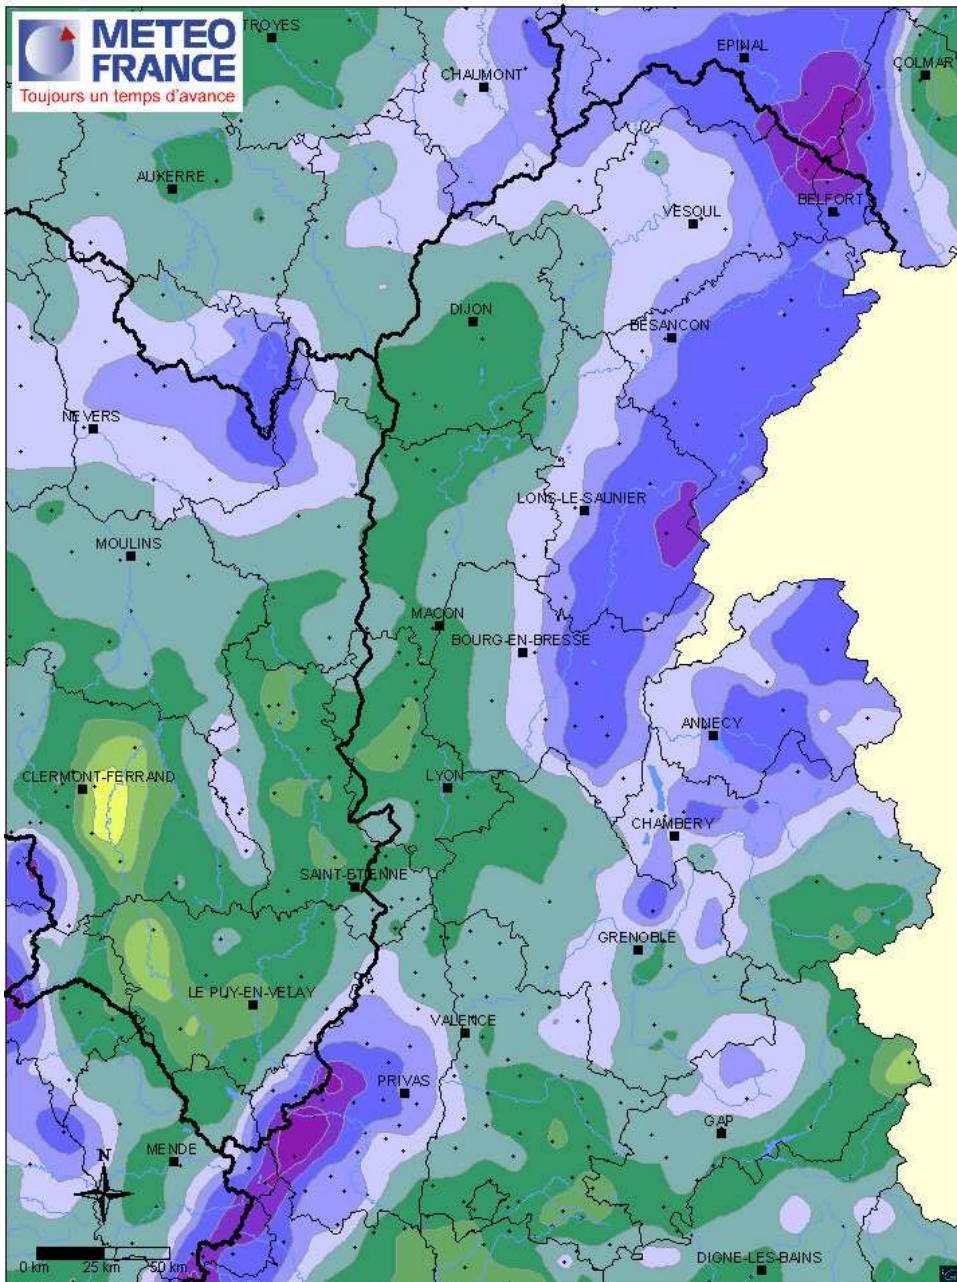 METEO
FRANCE
Toujours un temps d'avance
TROYES
EPINAL
COLMAR
CHAUMONT
AUXERRE
BELFORT
VESOUL
DIJON
BESANCON
NEVERS
LONS-LE-SAUNIER
MOULINS
MACON
BOURG-EN-BRESSE
ANNECY
CLERMONT-FERRAND
LYON
CHAMBERY
SAINT-ETIENNE
GRENOBLE
LE PUY-EN-VELAY
VALENCE
PRIVAS
GAP
MENDE
N
DIGNE-LES-BAINS
0 km 25 km 50 km